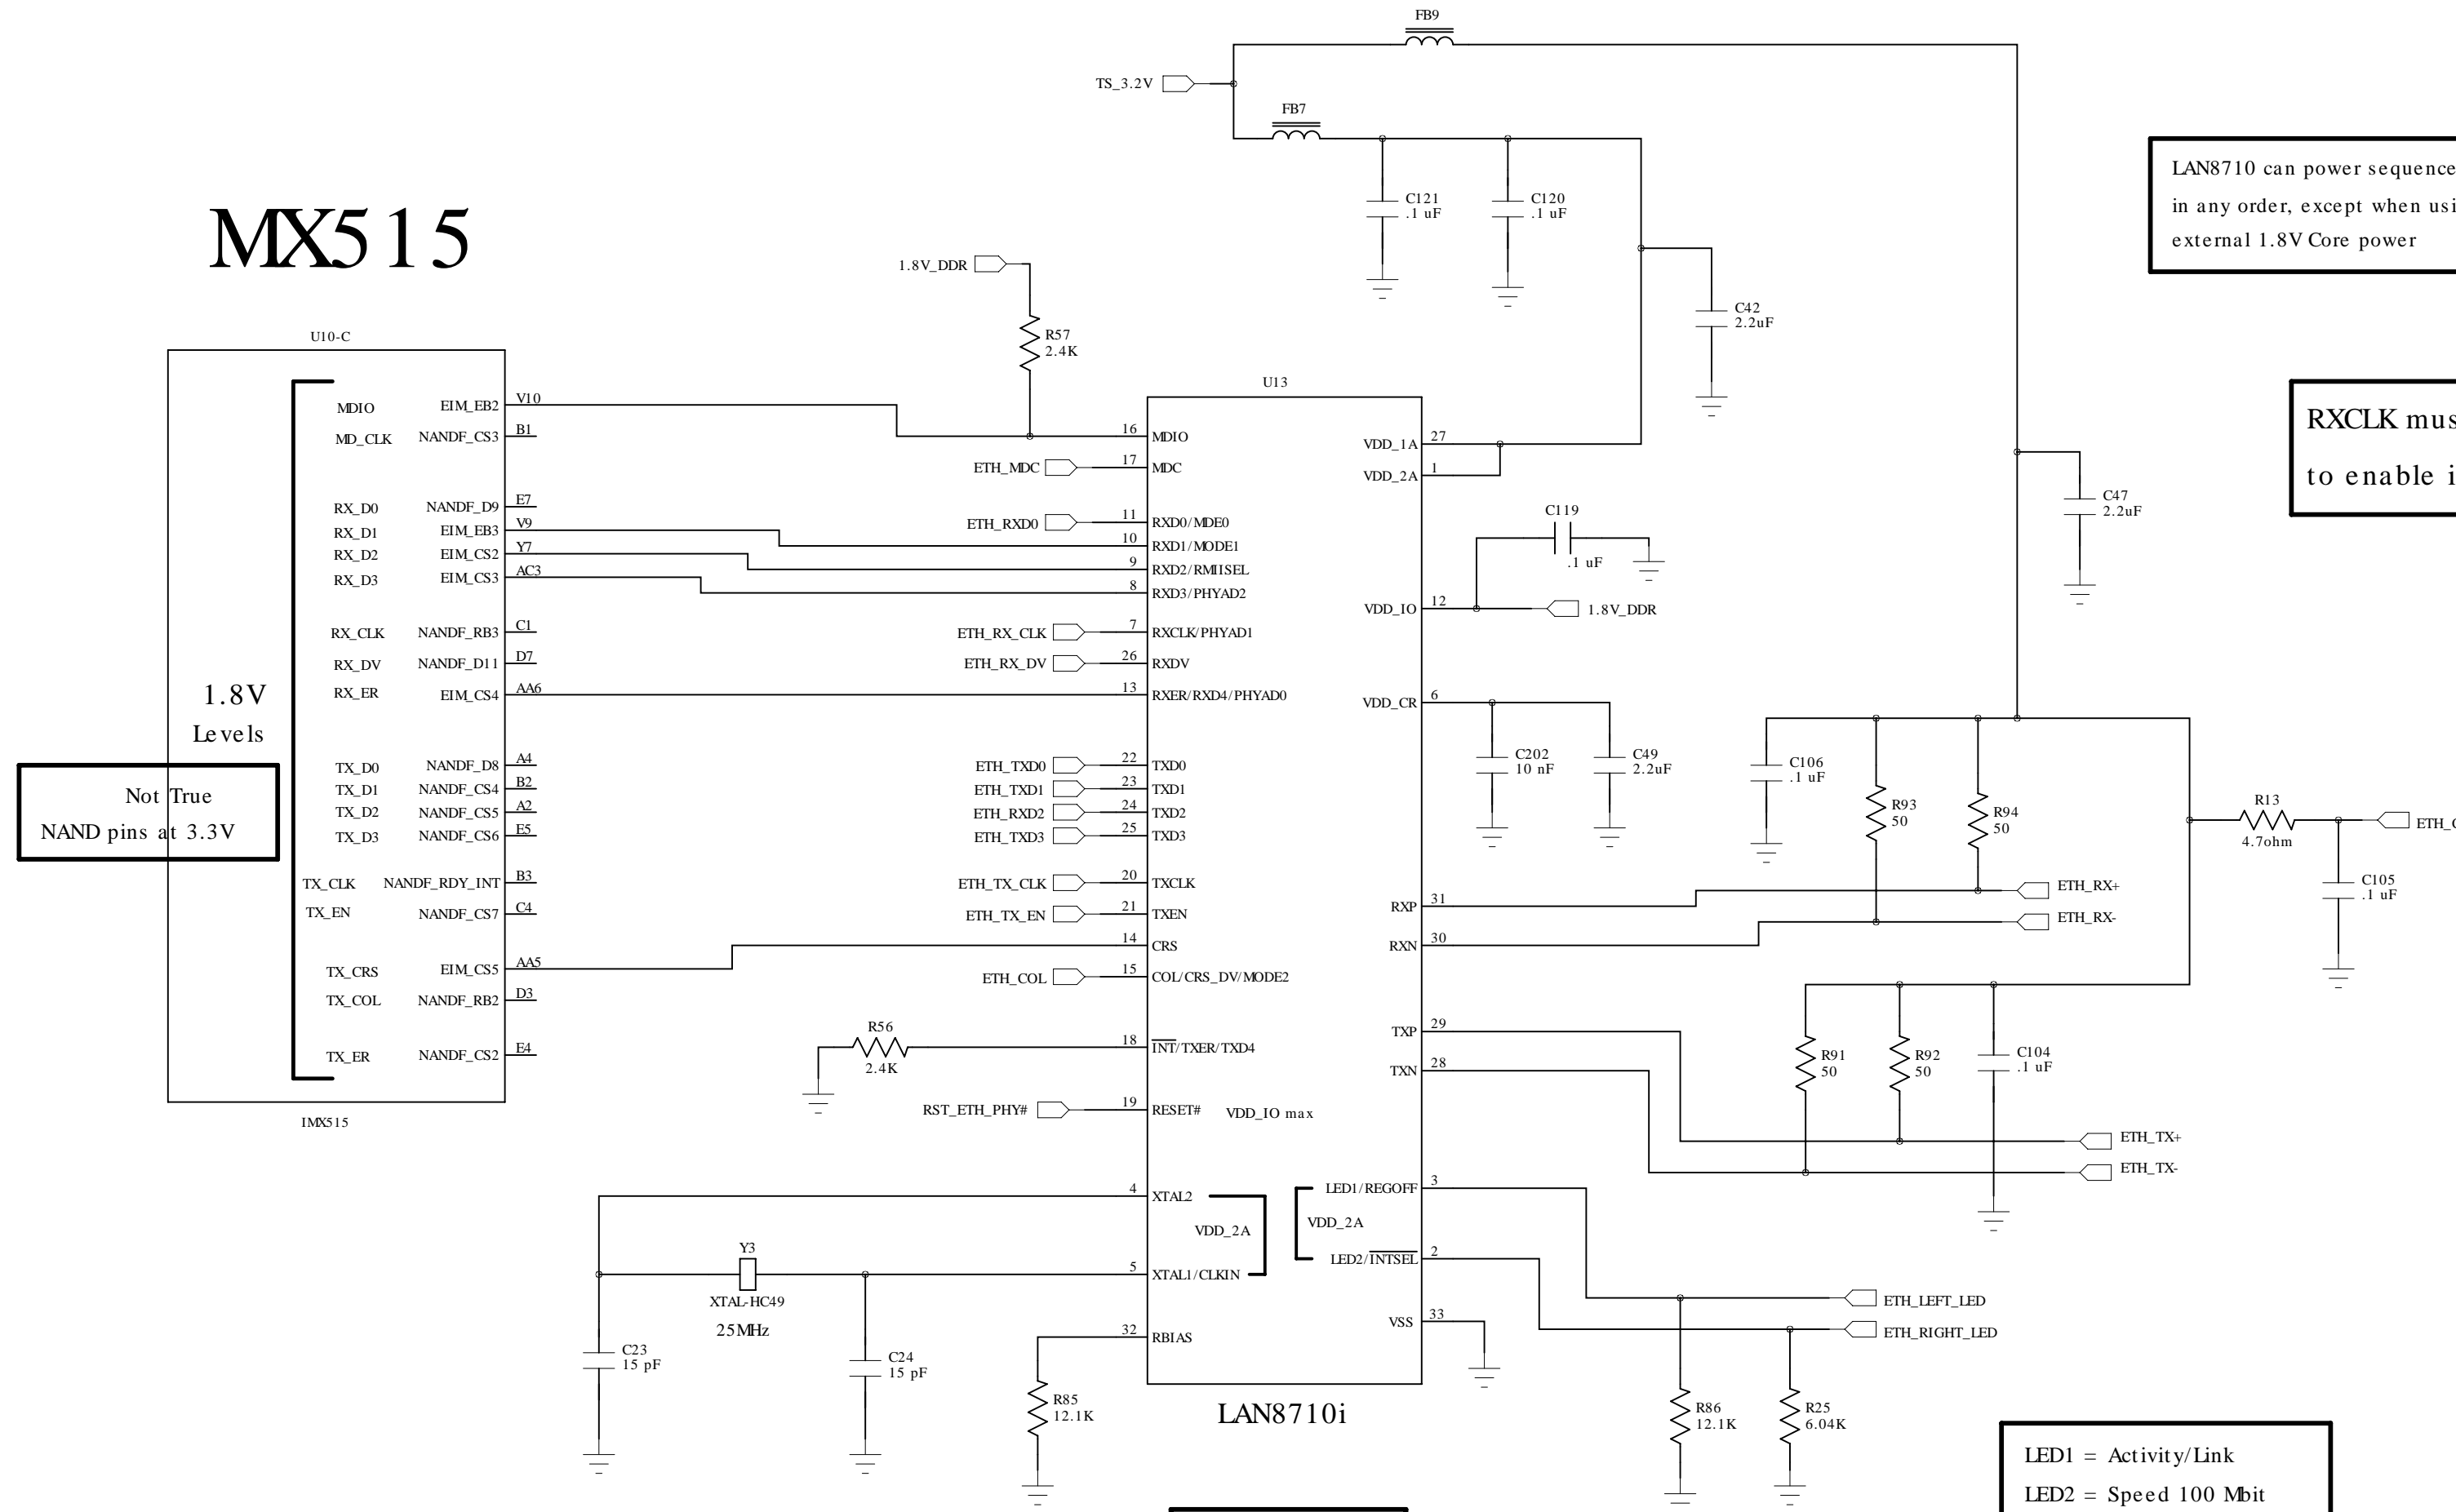 FB9
TS_3.2V
FB7
LAN8710 can power sequence
in any order, except when usi
external 1.8V Core power
C121
.1 uF
C120
.1 uF
MX515
1.8V_DDR
C42
2.2uF
R57
2.4K
U10-C
U13
RXCLK mus
to enable i
MDIO EIM_EB2 V10
MD_CLK NANDF_CS3 B1
RX_D0 NANDF_D9 E7
RX_D1 EIM_EB3 V9
RX_D2 EIM_CS2 Y7
RX_D3 EIM_CS3 AC3
RX_CLK NANDF_RB3 C1
RX_DV NANDF_D11 D7
RX_ER EIM_CS4 AA6
1.8V
Levels
Not True
NAND pins at 3.3V
TX_D0 NANDF_D8 A4
TX_D1 NANDF_CS4 B2
TX_D2 NANDF_CS5 A2
TX_D3 NANDF_CS6 E5
TX_CLK NANDF_RDY_INT B3
TX_EN NANDF_CS7 C4
TX_CRS EIM_CS5 AA5
TX_COL NANDF_RB2 D3
TX_ER NANDF_CS2 E4
IMX515
16 MDIO
ETH_MDC 17 MDC
ETH_RXD0 11 RXD0/MDE0
10 RXD1/MODE1
9 RXD2/RMIISEL
8 RXD3/PHYAD2
ETH_RX_CLK 7 RXCLK/PHYAD1
ETH_RX_DV 26 RXDV
13 RXER/RXD4/PHYAD0
ETH_TXD0 22 TXD0
ETH_TXD1 23 TXD1
ETH_RXD2 24 TXD2
ETH_TXD3 25 TXD3
ETH_TX_CLK 20 TXCLK
ETH_TX_EN 21 TXEN
14 CRS
ETH_COL 15 COL/CRS_DV/MODE2
R56
2.4K
18 INT/TXER/TXD4
RST_ETH_PHY# 19 RESET# VDD_IO max
4 XTAL2
VDD_2A
5 XTAL1/CLKIN
Y3
XTAL-HC49
25MHz
C23
15 pF
C24
15 pF
32 RBIAS
R85
12.1K
LAN8710i
VDD_1A 27
VDD_2A 1
C119
.1 uF
VDD_IO 12 1.8V_DDR
VDD_CR 6
C202
10 nF
C49
2.2uF
C47
2.2uF
C106
.1 uF
R93
50
R94
50
R13
4.7ohm
ETH_C
C105
.1 uF
RXP 31 ETH_RX+
RXN 30 ETH_RX-
TXP 29
TXN 28
R91
50
R92
50
C104
.1 uF
ETH_TX+
ETH_TX-
LED1/REGOFF 3
VDD_2A
LED2/INTSEL 2
ETH_LEFT_LED
ETH_RIGHT_LED
VSS 33
R86
12.1K
R25
6.04K
LED1 = Activity/Link
LED2 = Speed 100 Mbit